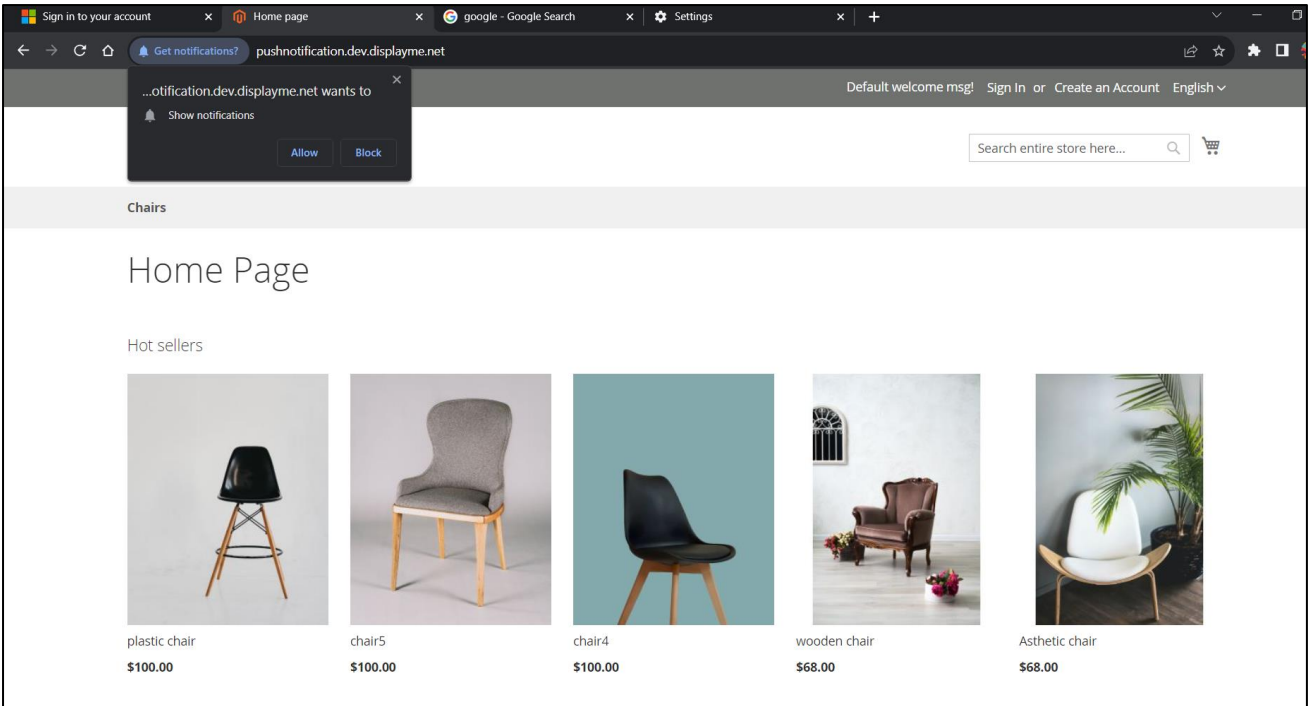 Sign in to your account
Home page
google - Google Search
Settings
Get notifications?
pushnotification.dev.displayme.net
...otification.dev.displayme.net wants to
Show notifications
Allow Block
Default welcome msg! Sign In or Create an Account English
Search entire store here...
Chairs
Home Page
Hot sellers
plastic chair
$100.00
chair5
$100.00
chair4
$100.00
wooden chair
$68.00
Asthetic chair
$68.00